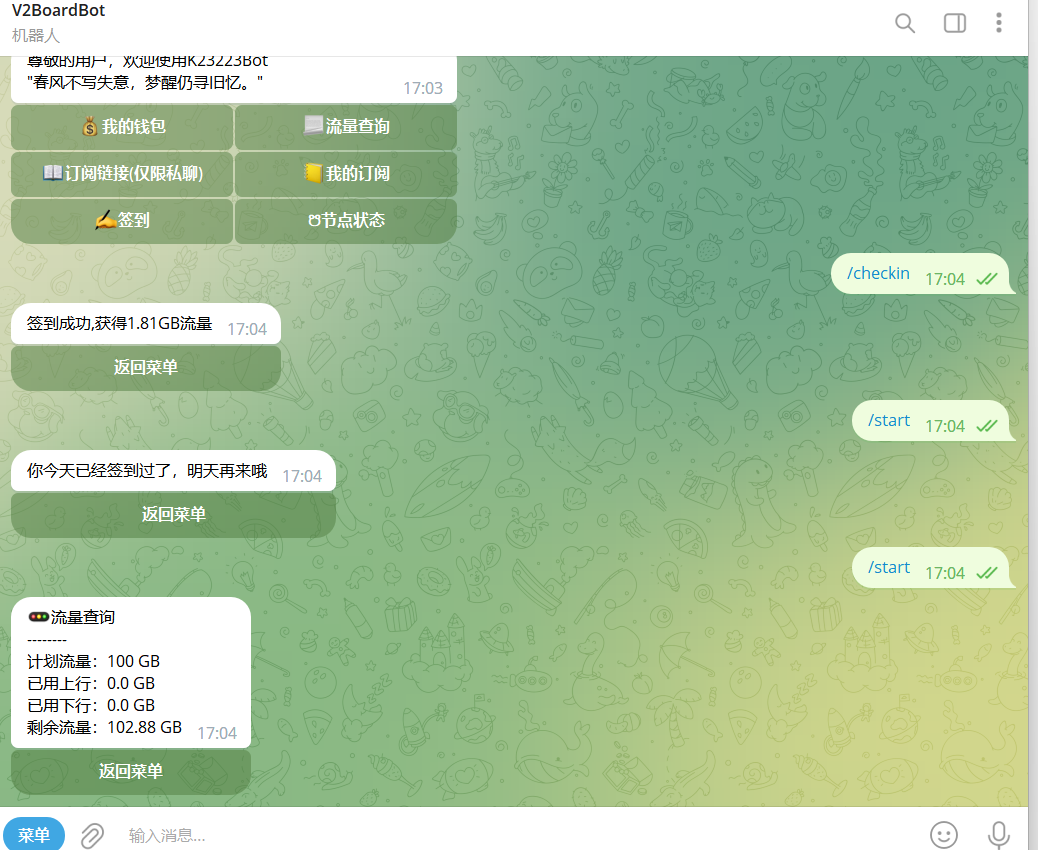 V2BoardBot
机器人
尊敬的用户，欢迎使用K23223Bot
"春风不写失意，梦醒仍寻旧忆。"
17:03
💰我的钱包
📃流量查询
📖订阅链接(仅限私聊)
📒我的订阅
✍签到
节点状态
/checkin 17:04
签到成功,获得1.81GB流量 17:04
返回菜单
/start 17:04
你今天已经签到过了，明天再来哦 17:04
返回菜单
/start 17:04
🚥流量查询
--------
计划流量：100 GB
已用上行：0.0 GB
已用下行：0.0 GB
剩余流量：102.88 GB 17:04
返回菜单
菜单
输入消息...